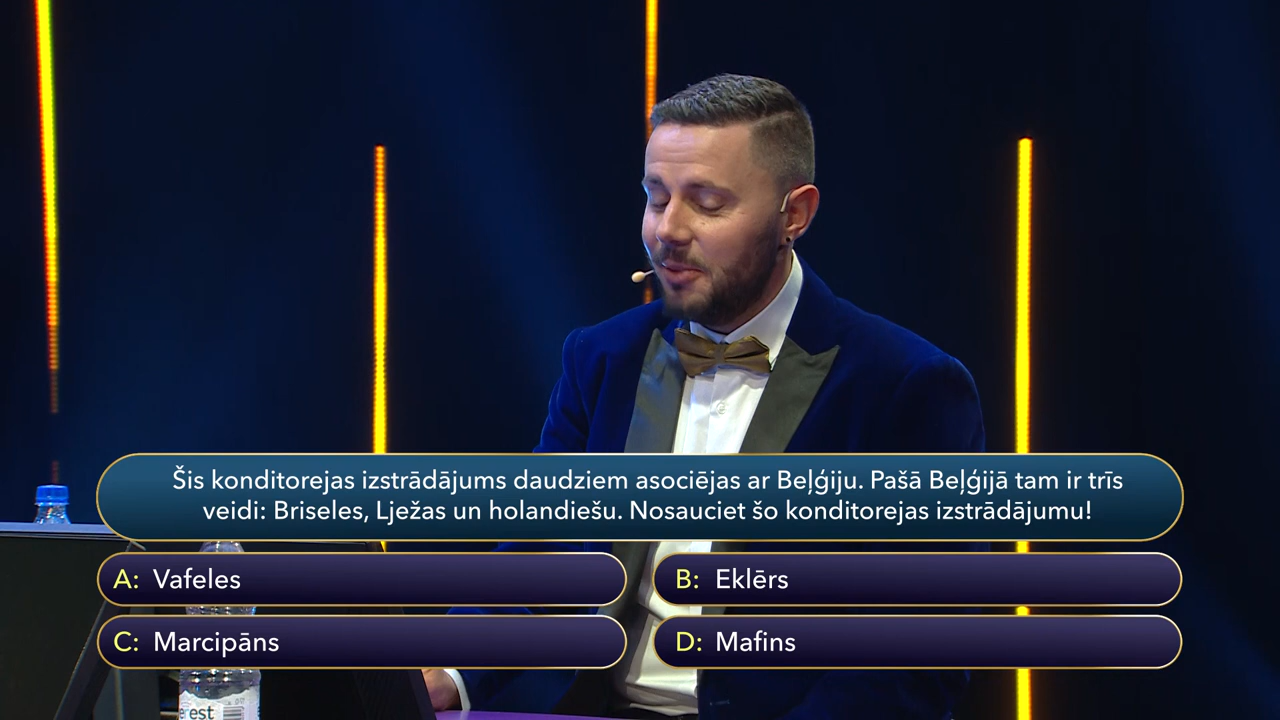 Šis konditorejas izstrādājums daudziem asociējas ar Beļģiju. Pašā Beļģijā tam ir trīs
veidi: Briseles, Lježas un holandiešu. Nosauciet šo konditorejas izstrādājumu!
A: Vafeles
B: Eklērs
C: Marcipāns
D: Mafins